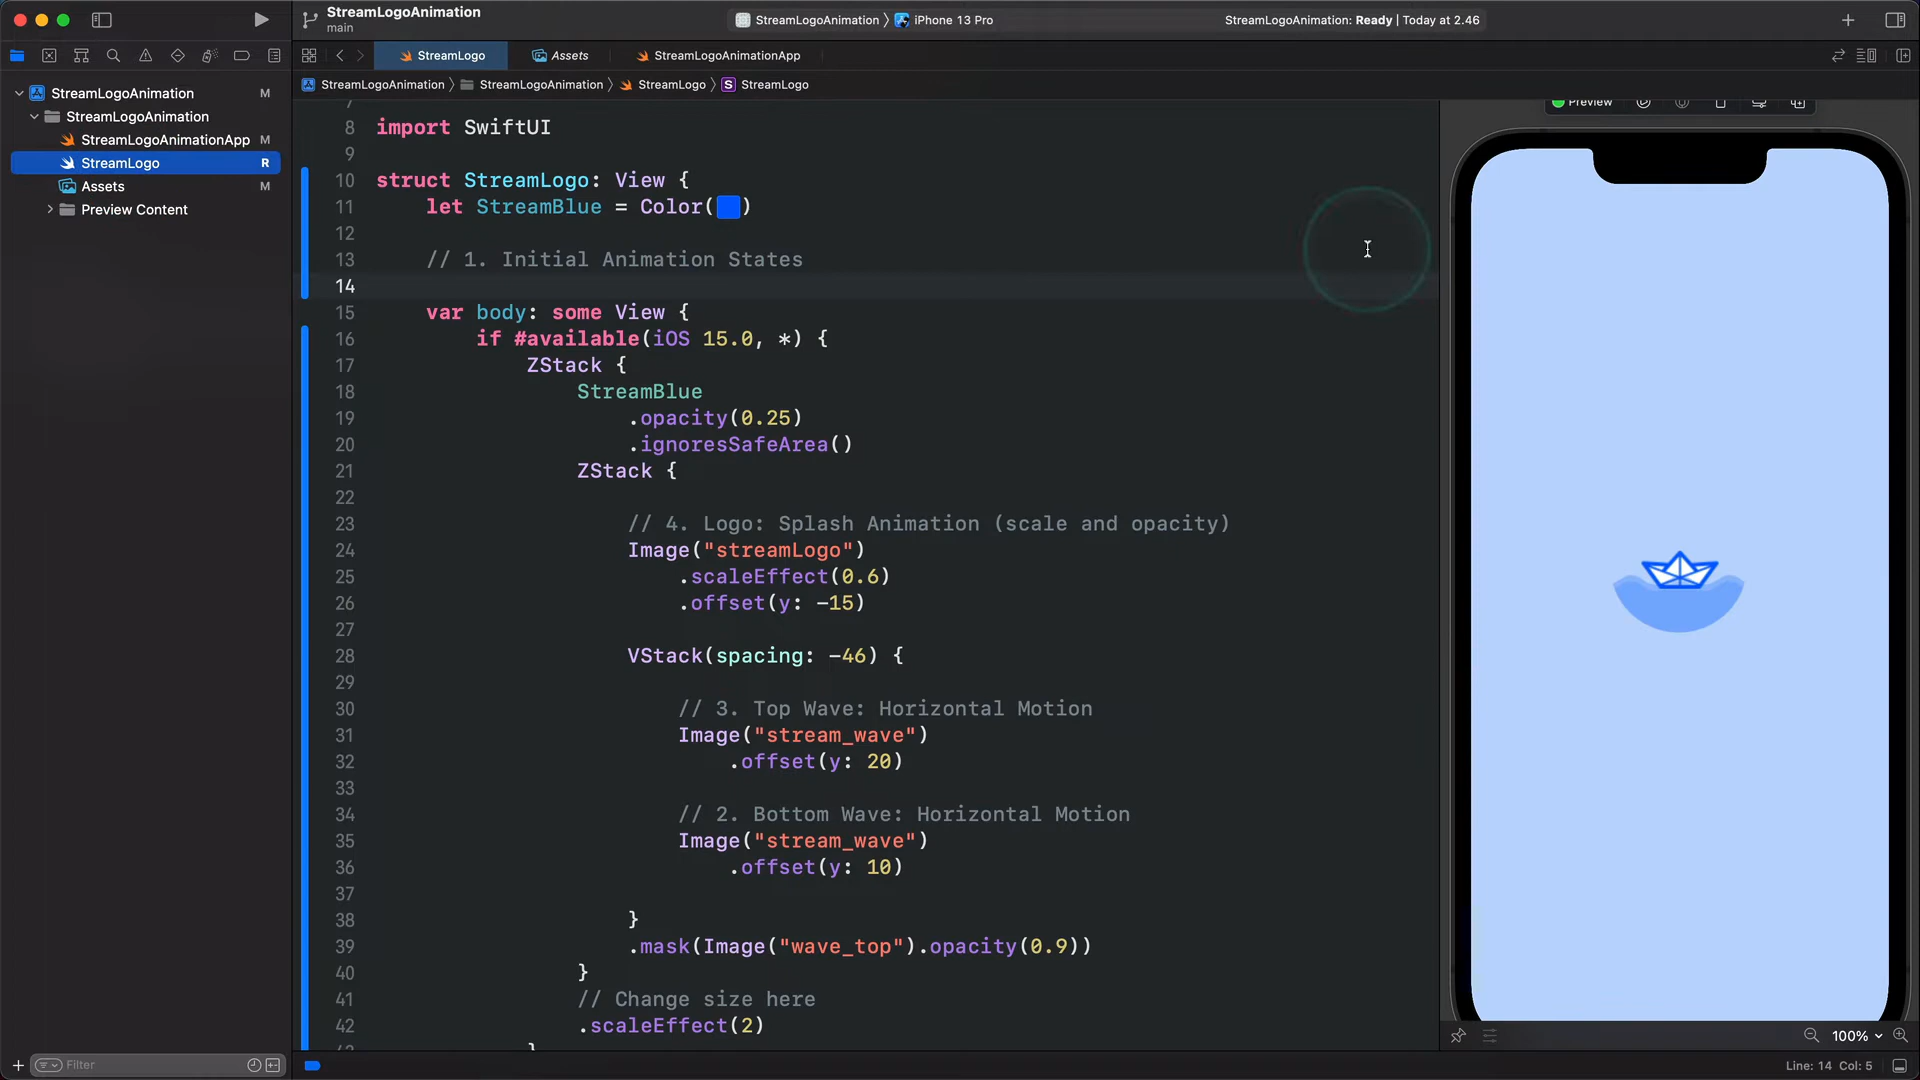 StreamLogoAnimation
main
StreamLogoAnimation 〉 iPhone 13 Pro
StreamLogoAnimation: Ready | Today at 2.46
StreamLogo
Assets
StreamLogoAnimationApp
StreamLogoAnimation 〉 StreamLogoAnimation 〉 StreamLogo 〉 S StreamLogo
StreamLogoAnimation M
StreamLogoAnimation
StreamLogoAnimationApp M
StreamLogo R
Assets M
Preview Content
8 import SwiftUI
9
10 struct StreamLogo: View {
11 let StreamBlue = Color( )
12
13 // 1. Initial Animation States
14
15 var body: some View {
16 if #available(iOS 15.0, *) {
17 ZStack {
18 StreamBlue
19 .opacity(0.25)
20 .ignoresSafeArea()
21 ZStack {
22
23 // 4. Logo: Splash Animation (scale and opacity)
24 Image("streamLogo")
25 .scaleEffect(0.6)
26 .offset(y: -15)
27
28 VStack(spacing: -46) {
29
30 // 3. Top Wave: Horizontal Motion
31 Image("stream_wave")
32 .offset(y: 20)
33
34 // 2. Bottom Wave: Horizontal Motion
35 Image("stream_wave")
36 .offset(y: 10)
37
38 }
39 .mask(Image("wave_top").opacity(0.9))
40 }
41 // Change size here
42 .scaleEffect(2)
Preview
100%
Filter
Line: 14 Col: 5